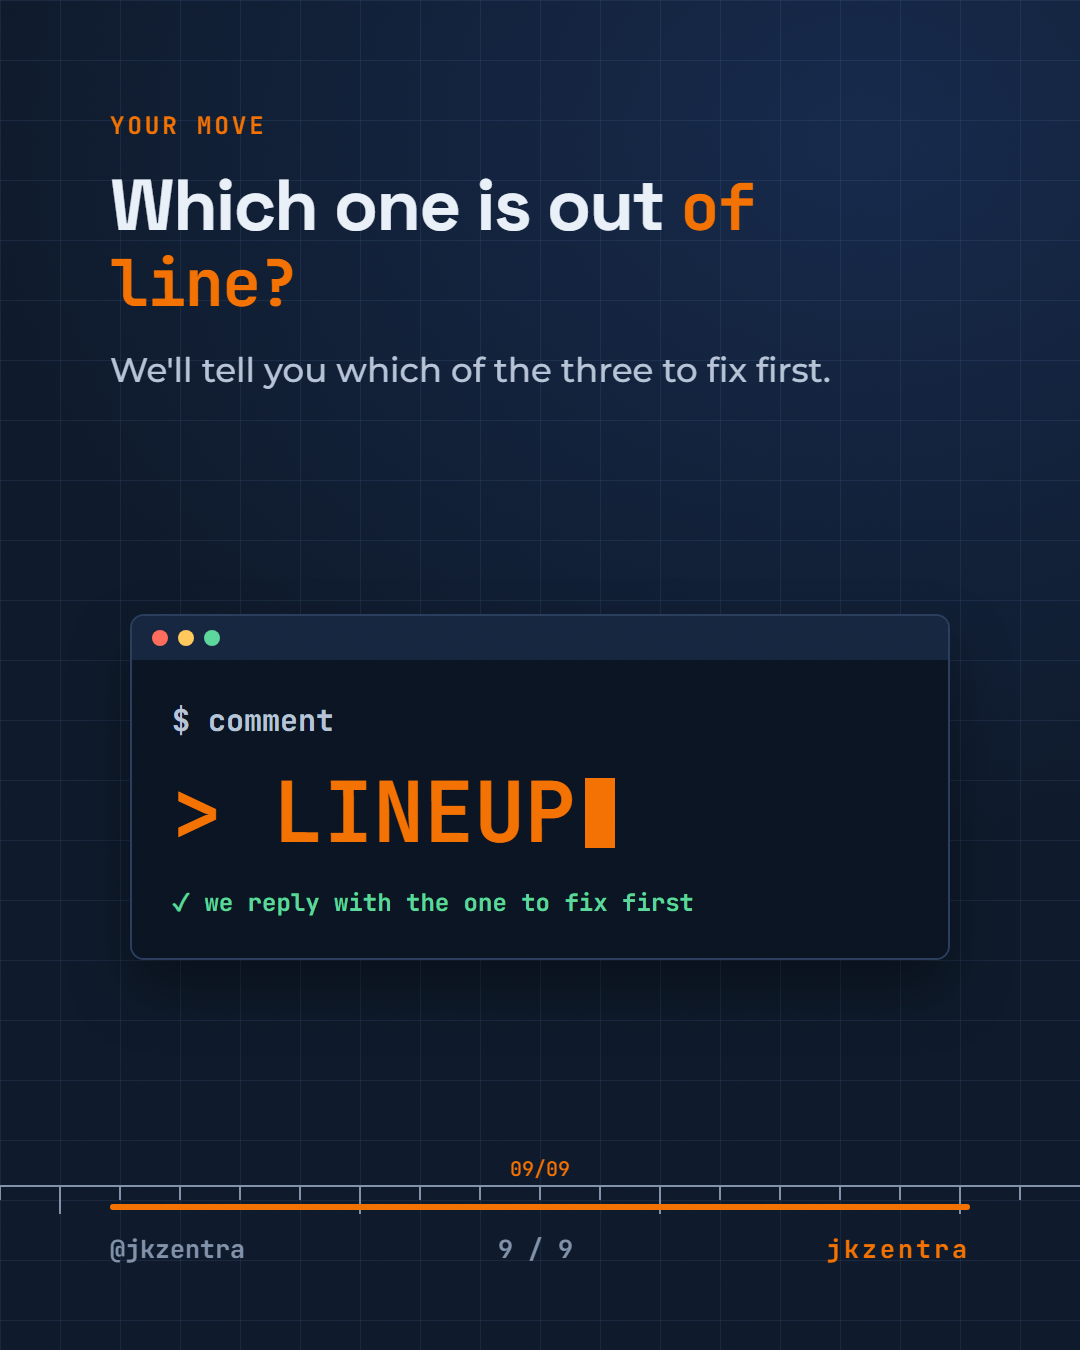 YOUR MOVE
Which one is out of
line?
We'll tell you which of the three to fix first.
$ comment
> LINEUP
✓ we reply with the one to fix first
09/09
@jkzentra
9 / 9
jkzentra